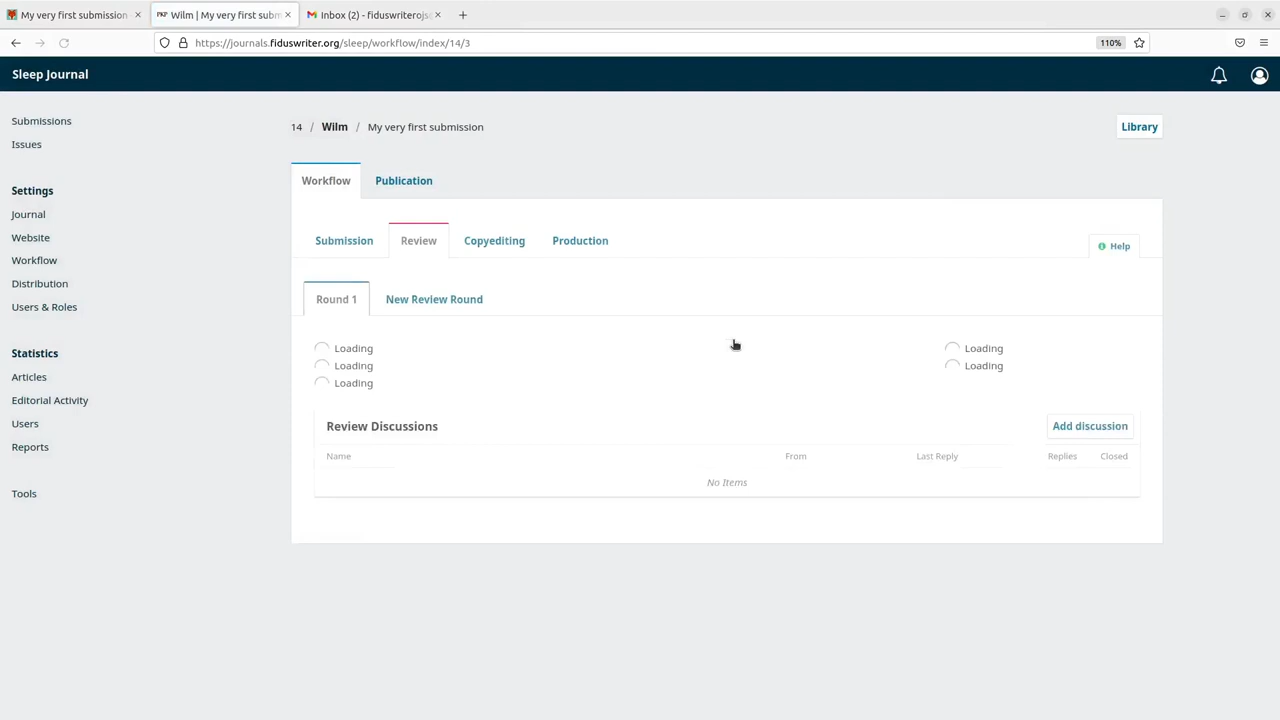 My very first submission
PKP Wilm | My very first subm
Inbox (2) - fiduswriterojs
https://journals.fiduswriter.org/sleep/workflow/index/14/3
110%
Sleep Journal
Submissions
Issues
Settings
Journal
Website
Workflow
Distribution
Users & Roles
Statistics
Articles
Editorial Activity
Users
Reports
Tools
14 / Wilm / My very first submission
Library
Workflow
Publication
Submission
Review
Copyediting
Production
Help
Round 1
New Review Round
Loading
Loading
Loading
Loading
Loading
Review Discussions
Add discussion
Name
From
Last Reply
Replies
Closed
No Items